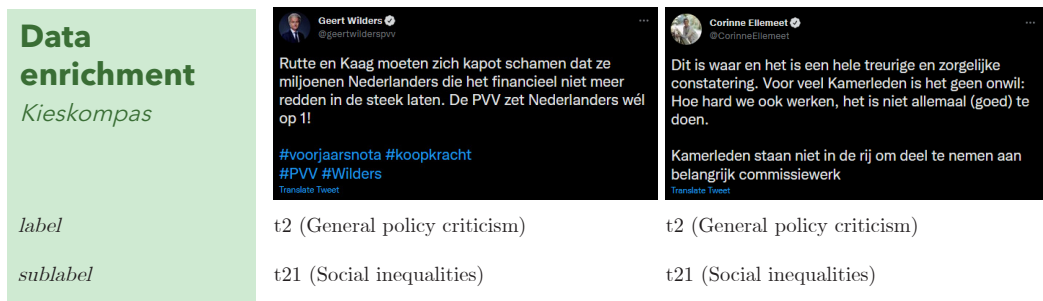 Data
enrichment
Kieskompas
Geert Wilders
@geertwilderspvv
Rutte en Kaag moeten zich kapot schamen dat ze
miljoenen Nederlanders die het financieel niet meer
redden in de steek laten. De PVV zet Nederlanders wél
op 1!
#voorjaarsnota #koopkracht
#PVV #Wilders
Translate Tweet
Corinne Ellemeet
@CorinneEllemeet
Dit is waar en het is een hele treurige en zorgelijke
constatering. Voor veel Kamerleden is het geen onwil:
Hoe hard we ook werken, het is niet allemaal (goed) te
doen.
Kamerleden staan niet in de rij om deel te nemen aan
belangrijk commissiewerk
Translate Tweet
label
t2 (General policy criticism)
t2 (General policy criticism)
sublabel
t21 (Social inequalities)
t21 (Social inequalities)